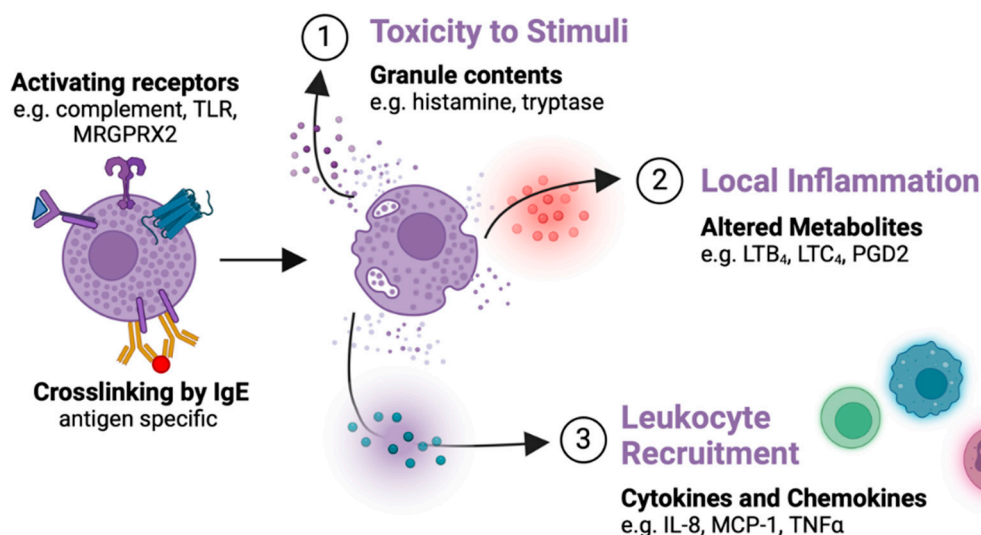 Activating receptors
e.g. complement, TLR,
MRGPRX2
Crosslinking by IgE
antigen specific
1
Toxicity to Stimuli
Granule contents
e.g. histamine, tryptase
2
Local Inflammation
Altered Metabolites
e.g. LTB₄, LTC₄, PGD2
3
Leukocyte
Recruitment
Cytokines and Chemokines
e.g. IL-8, MCP-1, TNFα